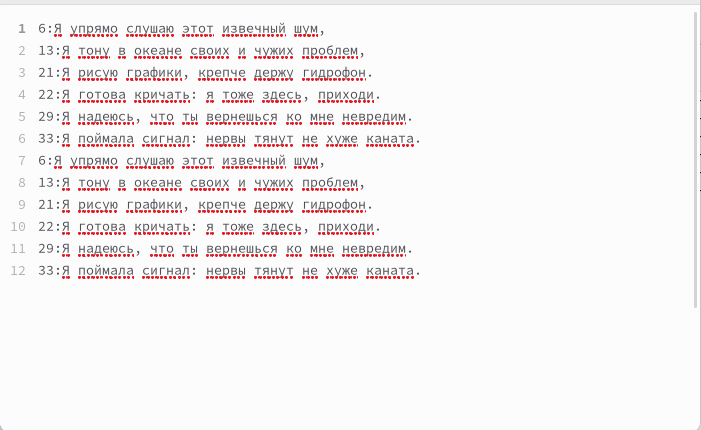 1 6:Я упрямо слушаю этот извечный шум,
2 13:Я тону в океане своих и чужих проблем,
3 21:Я рисую графики, крепче держу гидрофон.
4 22:Я готова кричать: я тоже здесь, приходи.
5 29:Я надеюсь, что ты вернешься ко мне невредим.
6 33:Я поймала сигнал: нервы тянут не хуже каната.
7 6:Я упрямо слушаю этот извечный шум,
8 13:Я тону в океане своих и чужих проблем,
9 21:Я рисую графики, крепче держу гидрофон.
10 22:Я готова кричать: я тоже здесь, приходи.
11 29:Я надеюсь, что ты вернешься ко мне невредим.
12 33:Я поймала сигнал: нервы тянут не хуже каната.